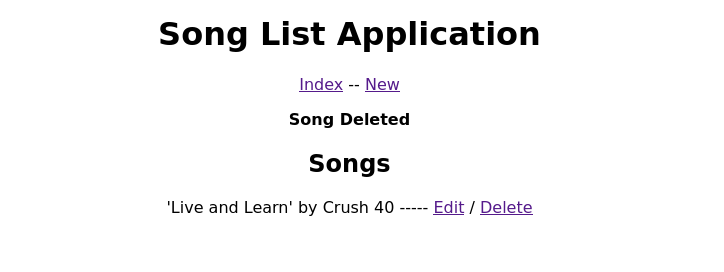 Song List Application
Index -- New
Song Deleted
Songs
'Live and Learn' by Crush 40 ----- Edit / Delete